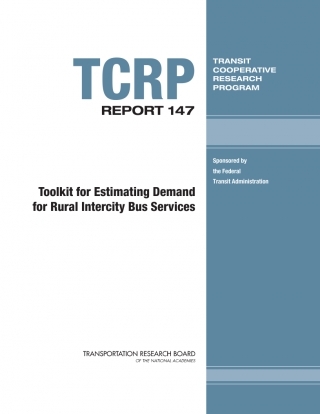 TCRP
REPORT 147
TRANSIT
COOPERATIVE
RESEARCH
PROGRAM
Sponsored by
the Federal
Transit Administration
Toolkit for Estimating Demand
for Rural Intercity Bus Services
TRANSPORTATION RESEARCH BOARD
OF THE NATIONAL ACADEMIES